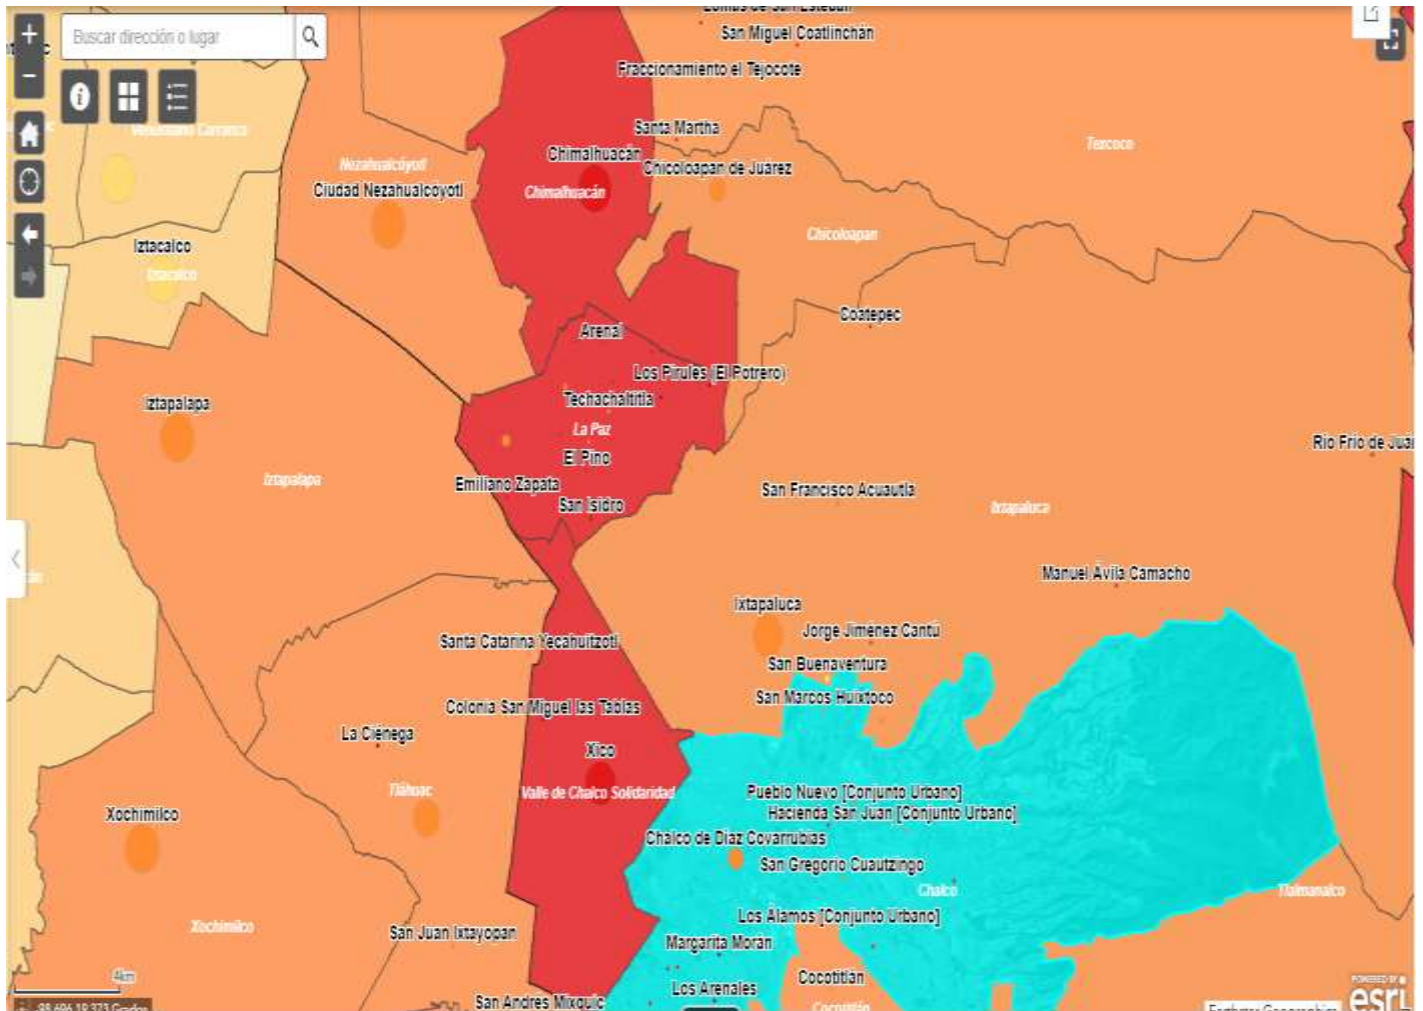 San Miguel Coatlinchán
Buscar dirección o lugar
Fraccionamiento el Tejocote
Venustiano Carranza
Santa Martha
Texcoco
Chimalhuacán
Nezahualcóyotl
Chicoloapan de Juárez
Ciudad Nezahualcóyotl
Chimalhuacán
Chicoloapan
Iztacalco
Iztacalco
Coatepec
Arenal
Los Pirules (El Potrero)
Techachaltitla
Iztapalapa
La Paz
Río Frío de Juár
El Pino
Iztapalapa
Emiliano Zapata
San Francisco Acuautla
San Isidro
Ixtapaluca
Manuel Ávila Camacho
Ixtapaluca
Jorge Jiménez Cantú
Santa Catarina Yecahuitzotl
San Buenaventura
San Marcos Huixtoco
Colonia San Miguel las Tablas
La Ciénega
Xico
Tláhuac
Valle de Chalco Solidaridad
Pueblo Nuevo [Conjunto Urbano]
Hacienda San Juan [Conjunto Urbano]
Xochimilco
Chalco de Díaz Covarrubias
San Gregorio Cuautzingo
Chalco
Tlalmanalco
Los Álamos [Conjunto Urbano]
Xochimilco
San Juan Ixtayopan
Margarita Morán
4km
Cocotitlán
Los Arenales
POWERED BY
esri
San Andrés Mixquic
Cocotitlán